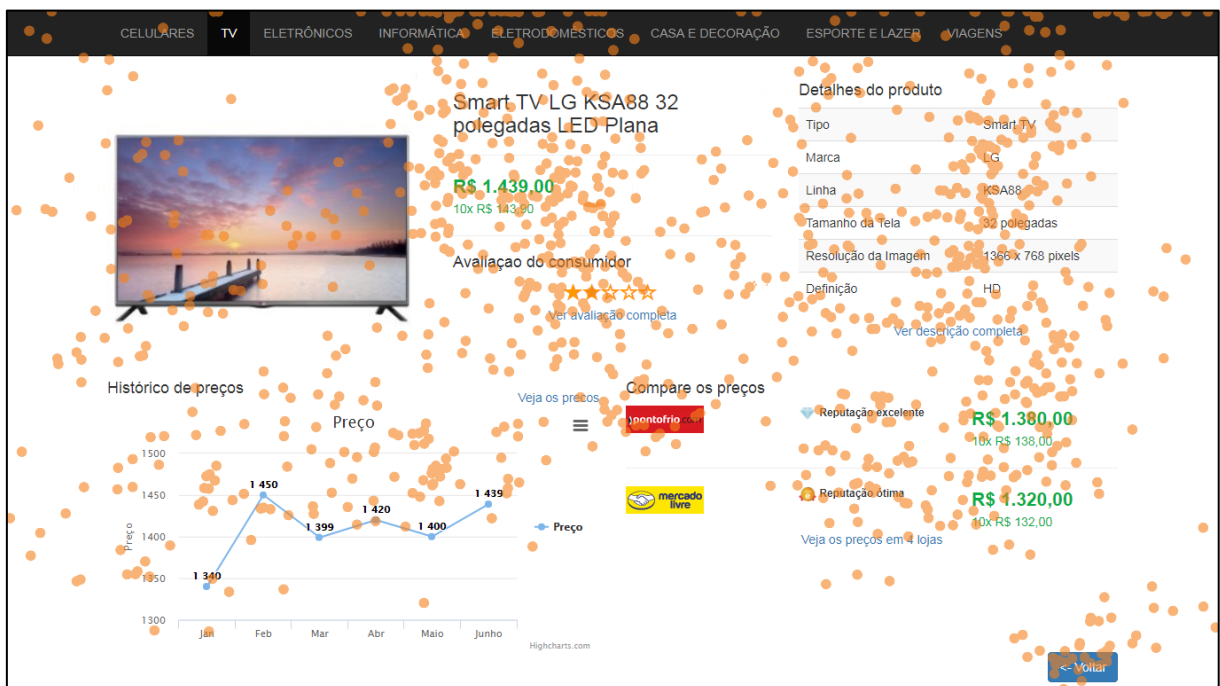 CELULARES TV ELETRÔNICOS INFORMÁTICA ELETRODOMÉSTICOS CASA E DECORAÇÃO ESPORTE E LAZER VIAGENS
Smart TV LG KSA88 32
polegadas LED Plana
R$ 1.439,00
10x R$ 143,90
Avaliaçao do consumidor
Ver avaliação completa
Detalhes do produto
Tipo Smart TV
Marca LG
Linha KSA88
Tamanho da Tela 32 polegadas
Resolução da Imagem 1366 x 768 pixels
Definição HD
Ver descrição completa
Histórico de preços
Veja os precos
Preço
1500
1450
1400
1350
1300
Preço
1 340
1 450
1 399
1 420
1 400
1 439
Jan Feb Mar Abr Maio Junho
Preço
Highcharts.com
Compare os preços
pontofrio.com
Reputação excelente
R$ 1.380,00
10x R$ 138,00
mercado
livre
Reputação ótima
R$ 1.320,00
10x R$ 132,00
Veja os preços em 4 lojas
<- Voltar